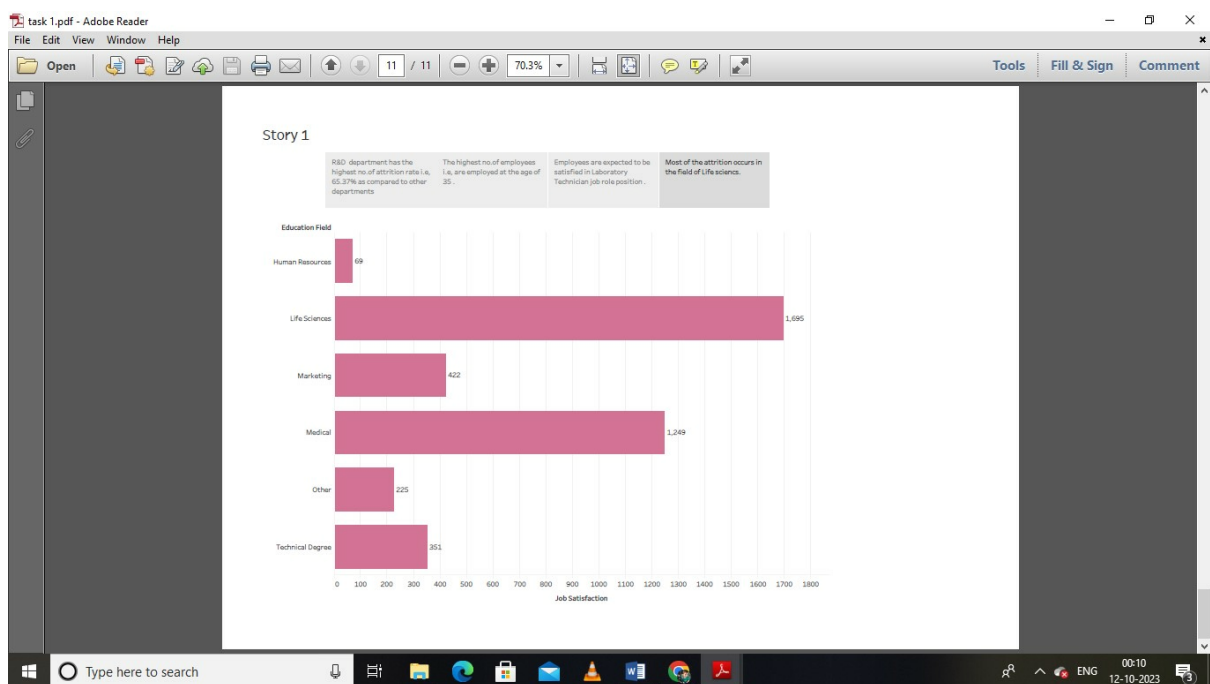 task 1.pdf - Adobe Reader
File Edit View Window Help
Open 11 / 11 70.3% Tools Fill & Sign Comment
Story 1
R&D department has the
highest no.of attrition rate i.e,
65.37% as compared to other
departments
The highest no.of employees
i.e, are employed at the age of
35 .
Employees are expected to be
satisfied in Laboratory
Technician job role position .
Most of the attrition occurs in
the field of Life sciencs.
Education Field
Human Resources 69
Life Sciences 1,695
Marketing 422
Medical 1,249
Other 225
Technical Degree 351
0 100 200 300 400 500 600 700 800 900 1000 1100 1200 1300 1400 1500 1600 1700 1800
Job Satisfaction
Type here to search
ENG
00:10
12-10-2023
3